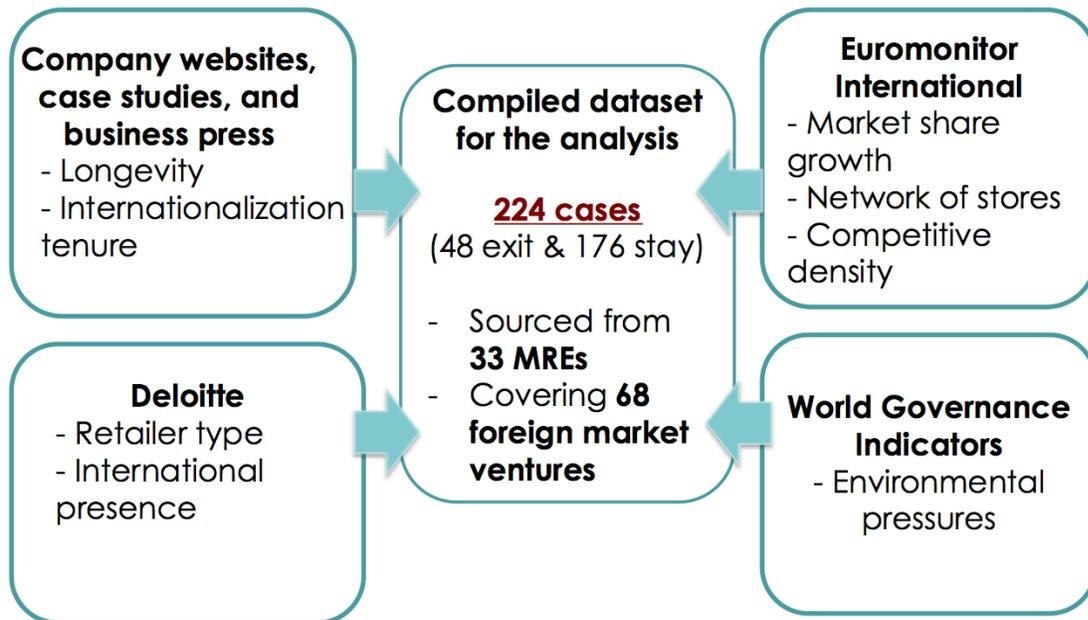 Company websites,
case studies, and
business press
- Longevity
- Internationalization
tenure
Deloitte
- Retailer type
- International
presence
Compiled dataset
for the analysis
224 cases
(48 exit & 176 stay)
- Sourced from
33 MREs
- Covering 68
foreign market
ventures
Euromonitor
International
- Market share
growth
- Network of stores
- Competitive
density
World Governance
Indicators
- Environmental
pressures